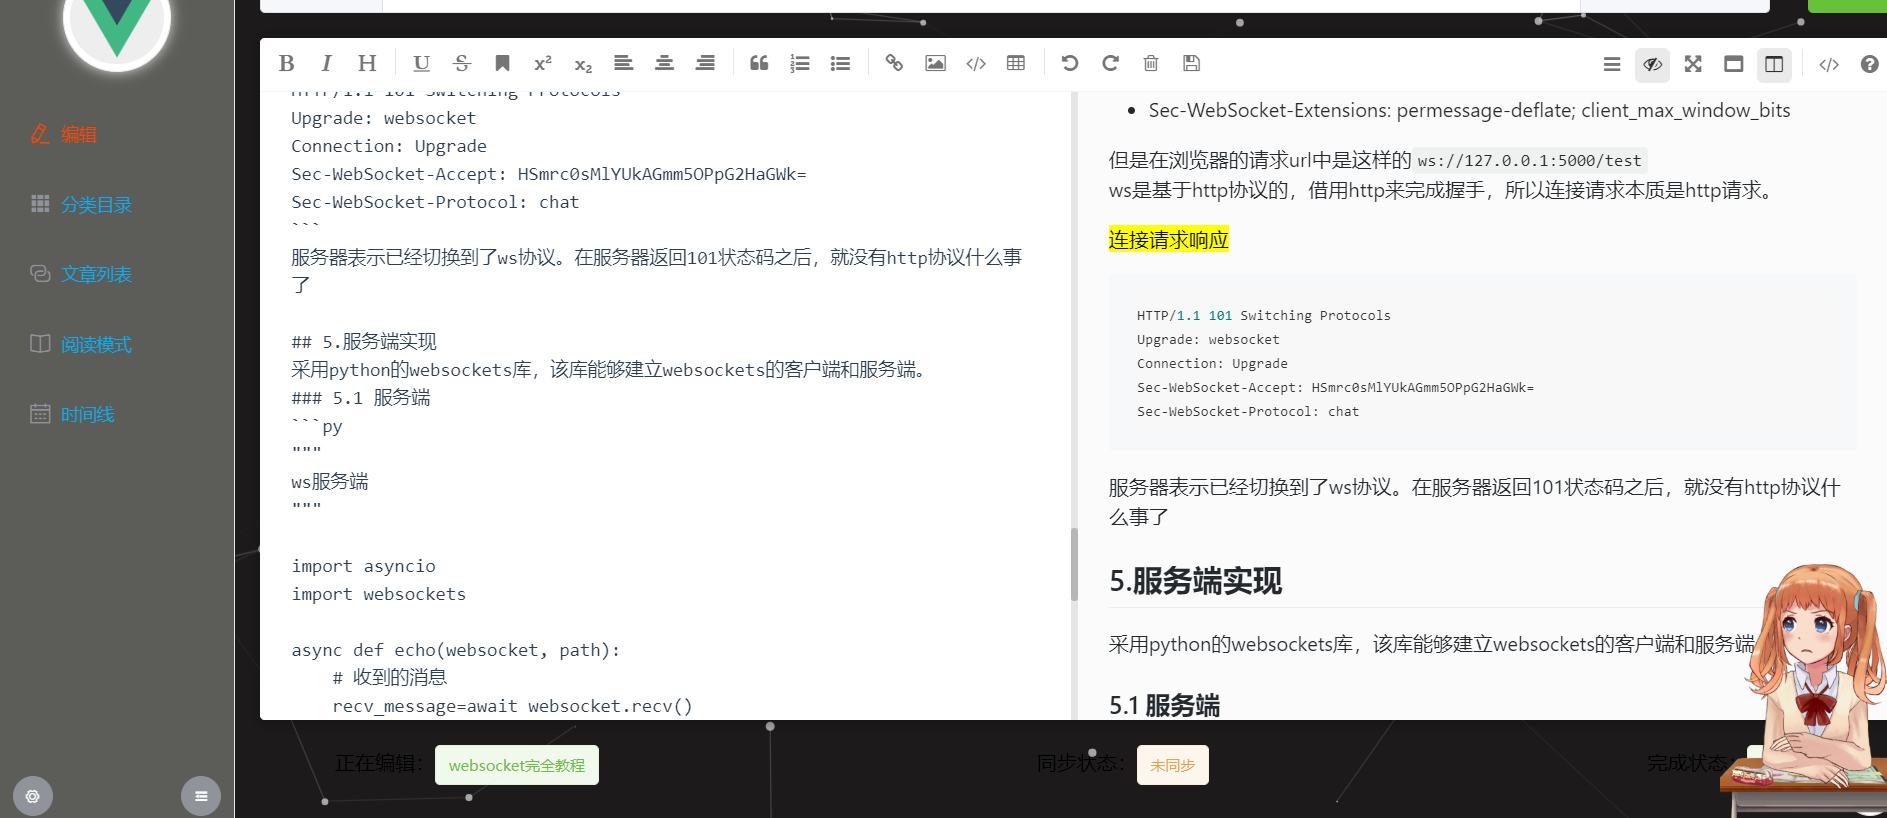 B I H U S x² x₂
编辑
分类目录
文章列表
阅读模式
时间线
HTTP/1.1 101 Switching Protocols
Upgrade: websocket
Connection: Upgrade
Sec-WebSocket-Accept: HSmrc0sMlYUkAGmm5OPpG2HaGWk=
Sec-WebSocket-Protocol: chat
```
服务器表示已经切换到了ws协议。在服务器返回101状态码之后，就没有http协议什么事
了
## 5.服务端实现
采用python的websockets库，该库能够建立websockets的客户端和服务端。
### 5.1 服务端
```py
"""
ws服务端
"""
import asyncio
import websockets
async def echo(websocket, path):
# 收到的消息
recv_message=await websocket.recv()
Sec-WebSocket-Extensions: permessage-deflate; client_max_window_bits
但是在浏览器的请求url中是这样的 ws://127.0.0.1:5000/test
ws是基于http协议的，借用http来完成握手，所以连接请求本质是http请求。
连接请求响应
HTTP/1.1 101 Switching Protocols
Upgrade: websocket
Connection: Upgrade
Sec-WebSocket-Accept: HSmrc0sMlYUkAGmm5OPpG2HaGWk=
Sec-WebSocket-Protocol: chat
服务器表示已经切换到了ws协议。在服务器返回101状态码之后，就没有http协议什
么事了
5.服务端实现
采用python的websockets库，该库能够建立websockets的客户端和服务端
5.1 服务端
正在编辑： websocket完全教程
同步状态： 未同步
完成状态：